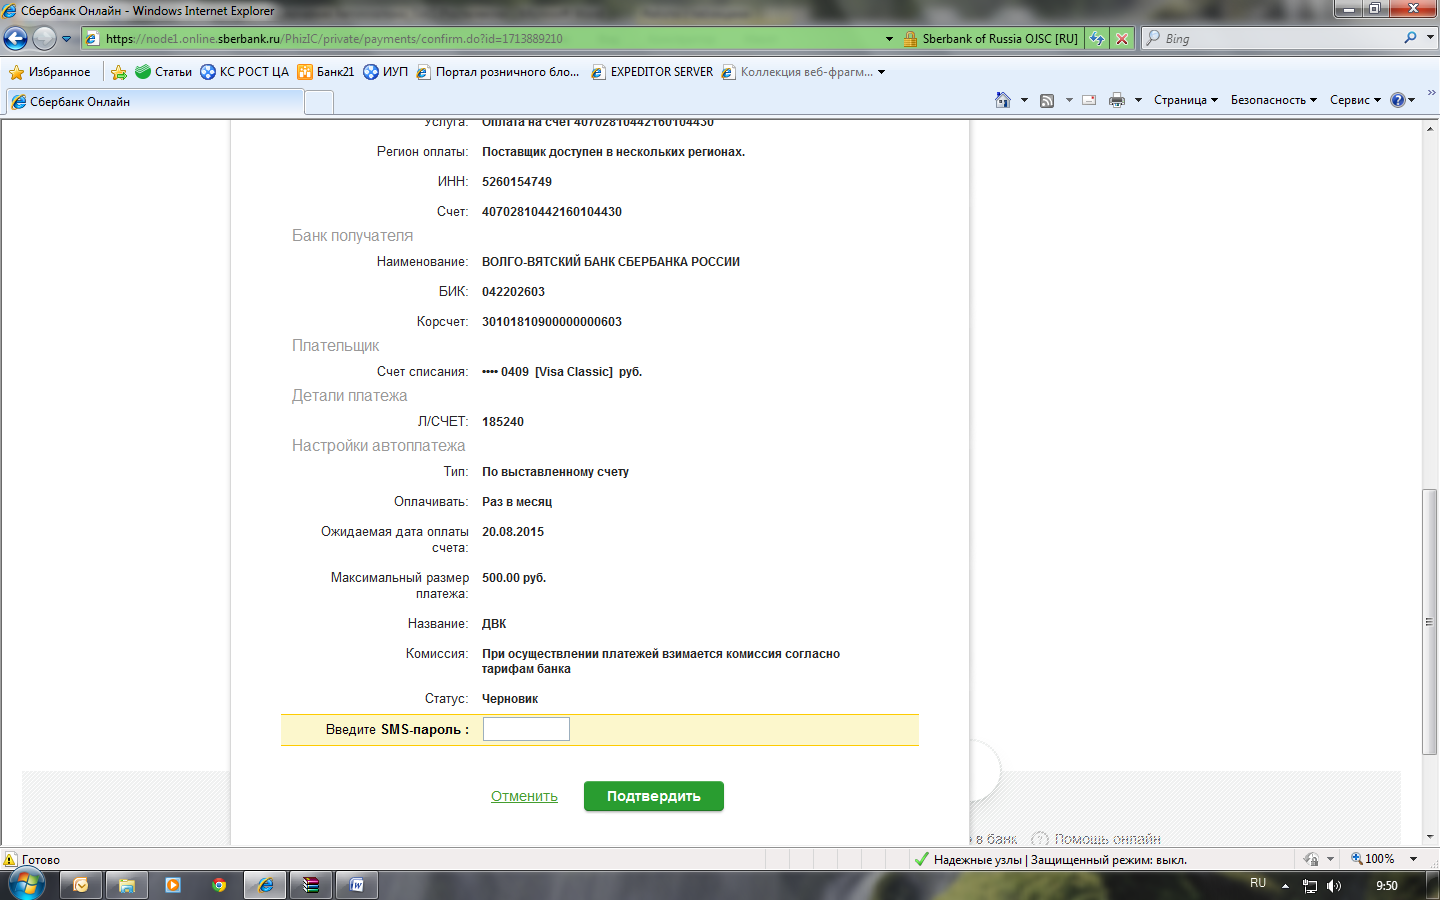 Сбербанк Онлайн - Windows Internet Explorer
https://node1.online.sberbank.ru/PhizIC/private/payments/confirm.do?id=1713889210
Sberbank of Russia OJSC [RU]
Bing
Избранное
Статьи
КС РОСТ ЦА
Банк21
ИУП
Портал розничного бло...
EXPEDITOR SERVER
Коллекция веб-фрагм...
Сбербанк Онлайн
Страница
Безопасность
Сервис
Услуга: Оплата на счет 40702810442160104430
Регион оплаты: Поставщик доступен в нескольких регионах.
ИНН: 5260154749
Счет: 40702810442160104430
Банк получателя
Наименование: ВОЛГО-ВЯТСКИЙ БАНК СБЕРБАНКА РОССИИ
БИК: 042202603
Корсчет: 30101810900000000603
Плательщик
Счет списания: •••• 0409 [Visa Classic] руб.
Детали платежа
Л/СЧЕТ: 185240
Настройки автоплатежа
Тип: По выставленному счету
Оплачивать: Раз в месяц
Ожидаемая дата оплаты 20.08.2015
счета:
Максимальный размер 500.00 руб.
платежа:
Название: ДВК
Комиссия: При осуществлении платежей взимается комиссия согласно
тарифам банка
Статус: Черновик
Введите SMS-пароль :
Отменить
Подтвердить
в банк
Помощь онлайн
Готово
Надежные узлы | Защищенный режим: выкл.
100%
RU
9:50